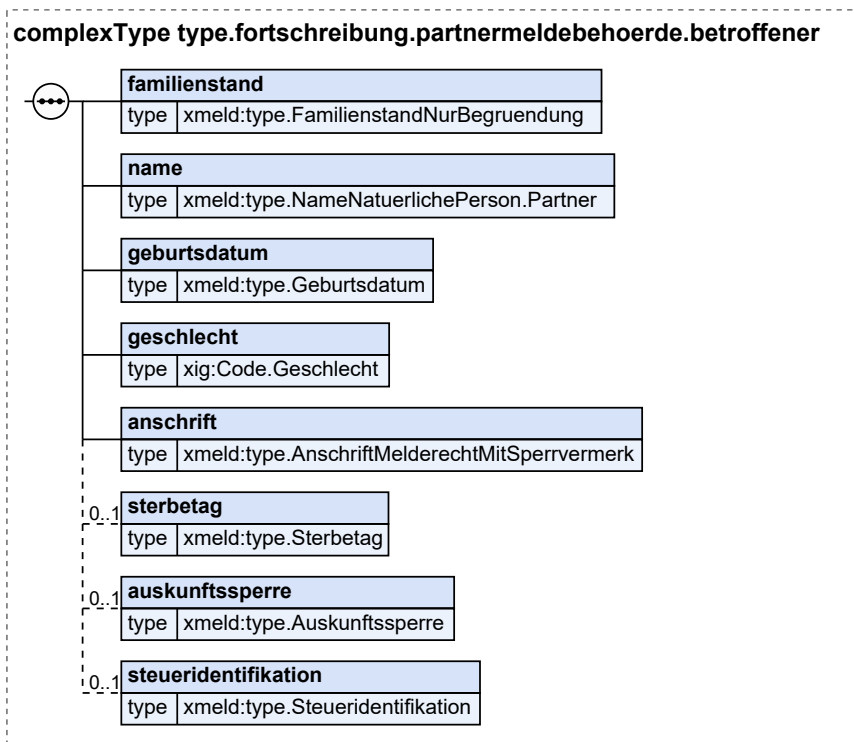 complexType type.fortschreibung.partnermeldebehoerde.betroffener
familienstand
type xmeld:type.FamilienstandNurBegruendung
name
type xmeld:type.NameNatuerlichePerson.Partner
geburtsdatum
type xmeld:type.Geburtsdatum
geschlecht
type xig:Code.Geschlecht
anschrift
type xmeld:type.AnschriftMelderechtMitSperrvermerk
0..1 sterbetag
type xmeld:type.Sterbetag
0..1 auskunftssperre
type xmeld:type.Auskunftssperre
0..1 steueridentifikation
type xmeld:type.Steueridentifikation